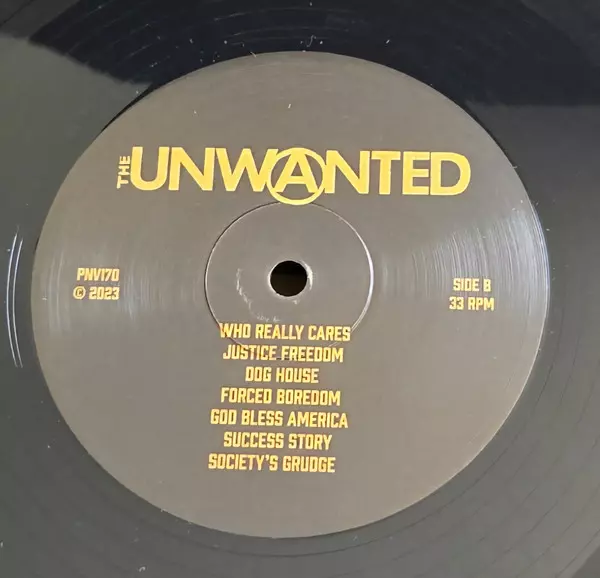 THE UNWANTED
PNV170
© 2023
SIDE B
33 RPM
WHO REALLY CARES
JUSTICE FREEDOM
DOG HOUSE
FORCED BOREDOM
GOD BLESS AMERICA
SUCCESS STORY
SOCIETY'S GRUDGE